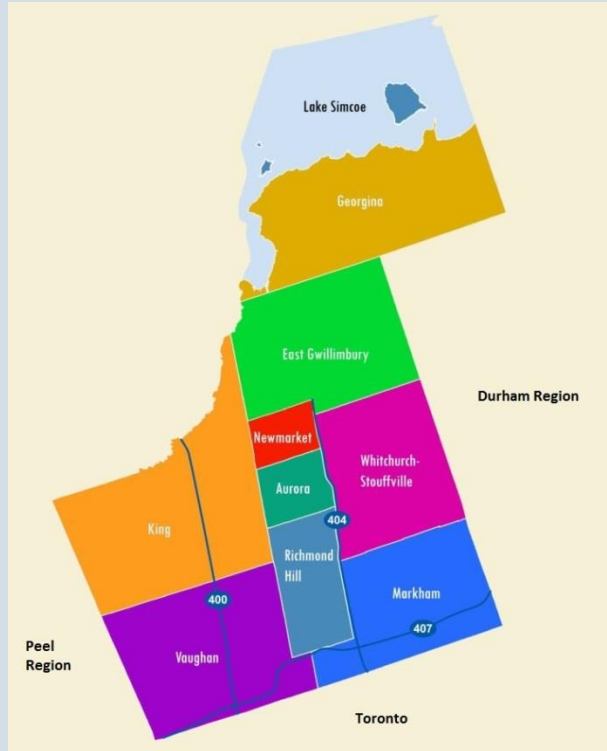 Lake Simcoe
Georgina
East Gwillimbury
Durham Region
Newmarket
Whitchurch-
Stouffville
Aurora
404
King
Richmond
Hill
Markham
400
407
Peel
Region
Vaughan
Toronto